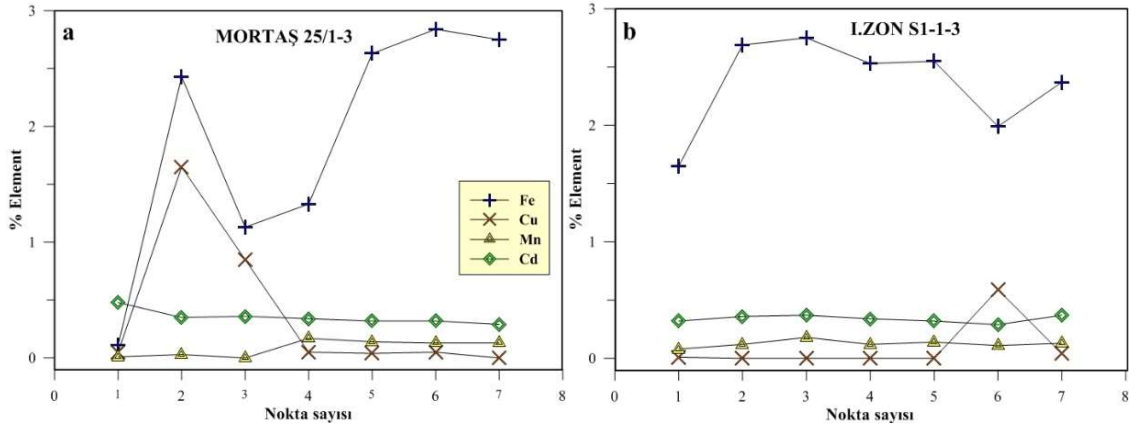 a
MORTAŞ 25/1-3
3
2
1
0
% Element
0 1 2 3 4 5 6 7 8
Nokta sayısı
Fe
Cu
Mn
Cd
b
I.ZON S1-1-3
3
2
1
0
% Element
0 1 2 3 4 5 6 7 8
Nokta sayısı